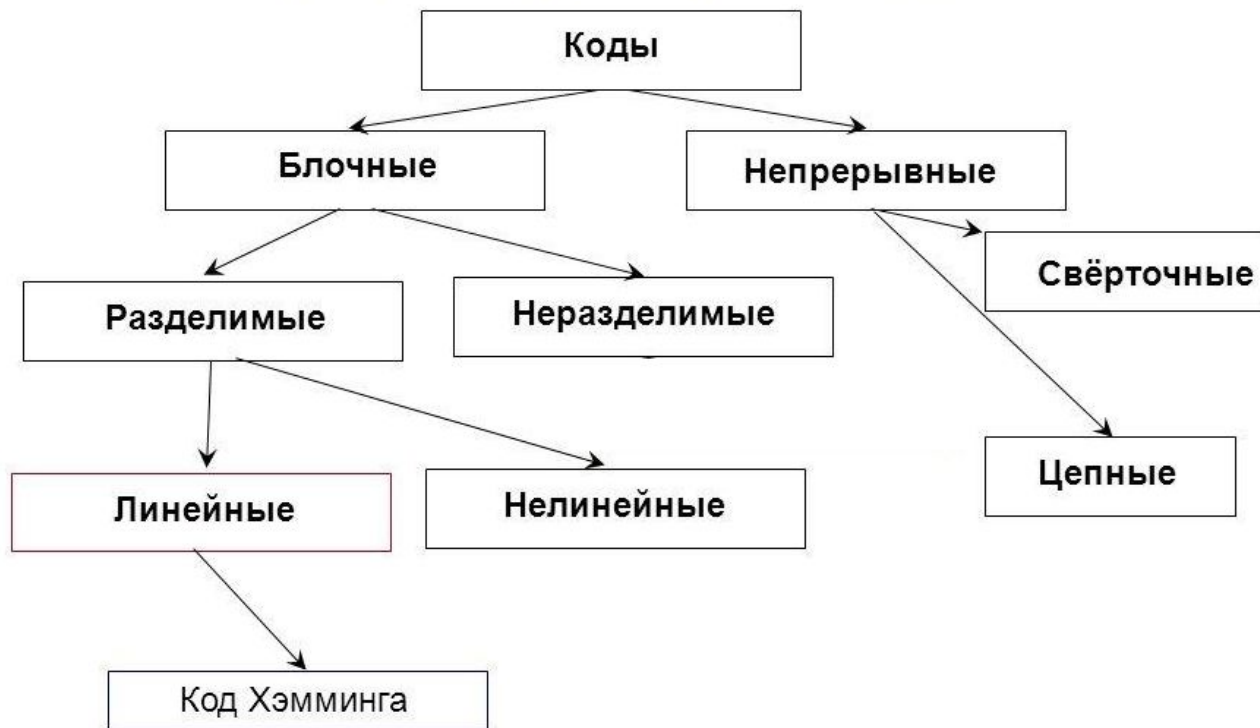 Коды
Блочные
Непрерывные
Свёрточные
Разделимые
Неразделимые
Цепные
Линейные
Нелинейные
Код Хэмминга